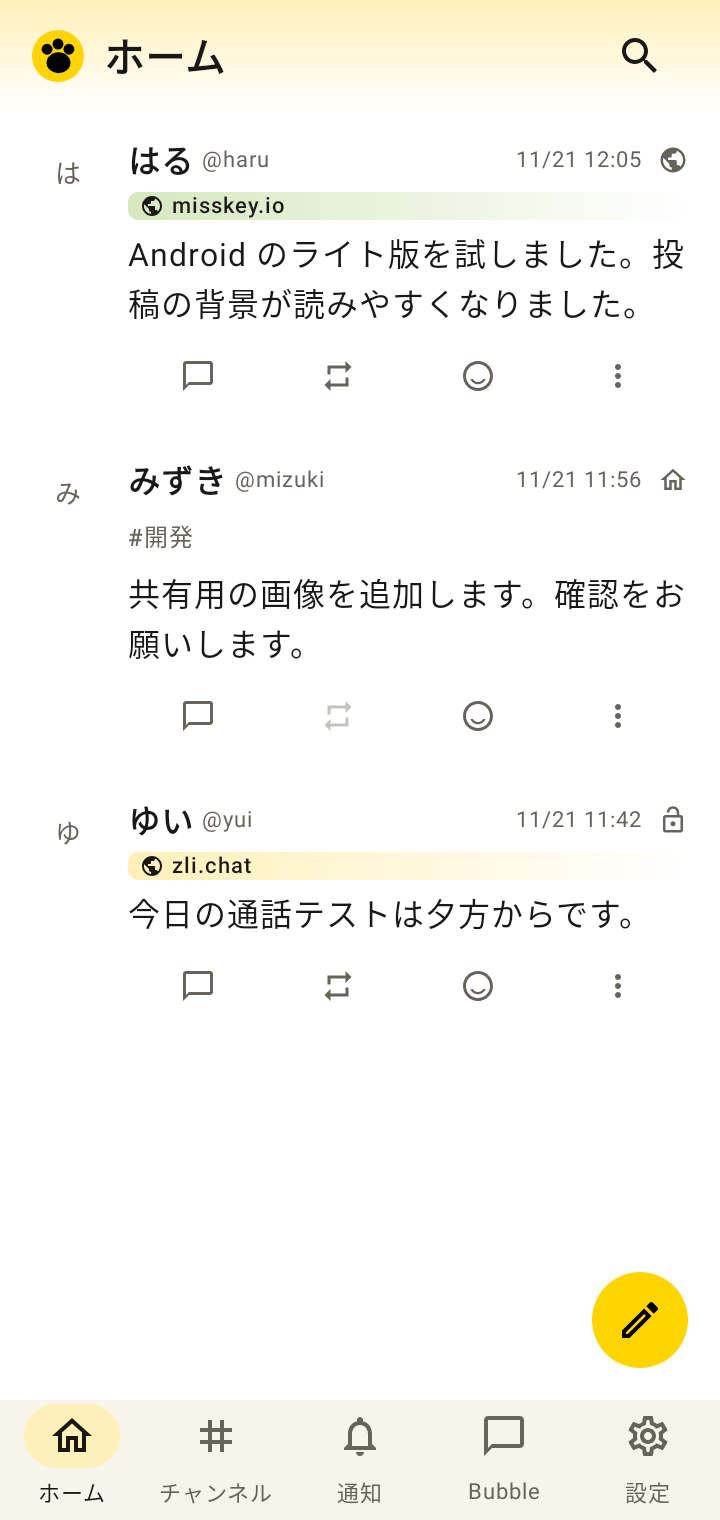 ホーム
は
はる @haru 11/21 12:05
misskey.io
Android のライト版を試しました。投
稿の背景が読みやすくなりました。
み
みずき @mizuki 11/21 11:56
#開発
共有用の画像を追加します。確認をお
願いします。
ゆ
ゆい @yui 11/21 11:42
zli.chat
今日の通話テストは夕方からです。
ホーム チャンネル 通知 Bubble 設定